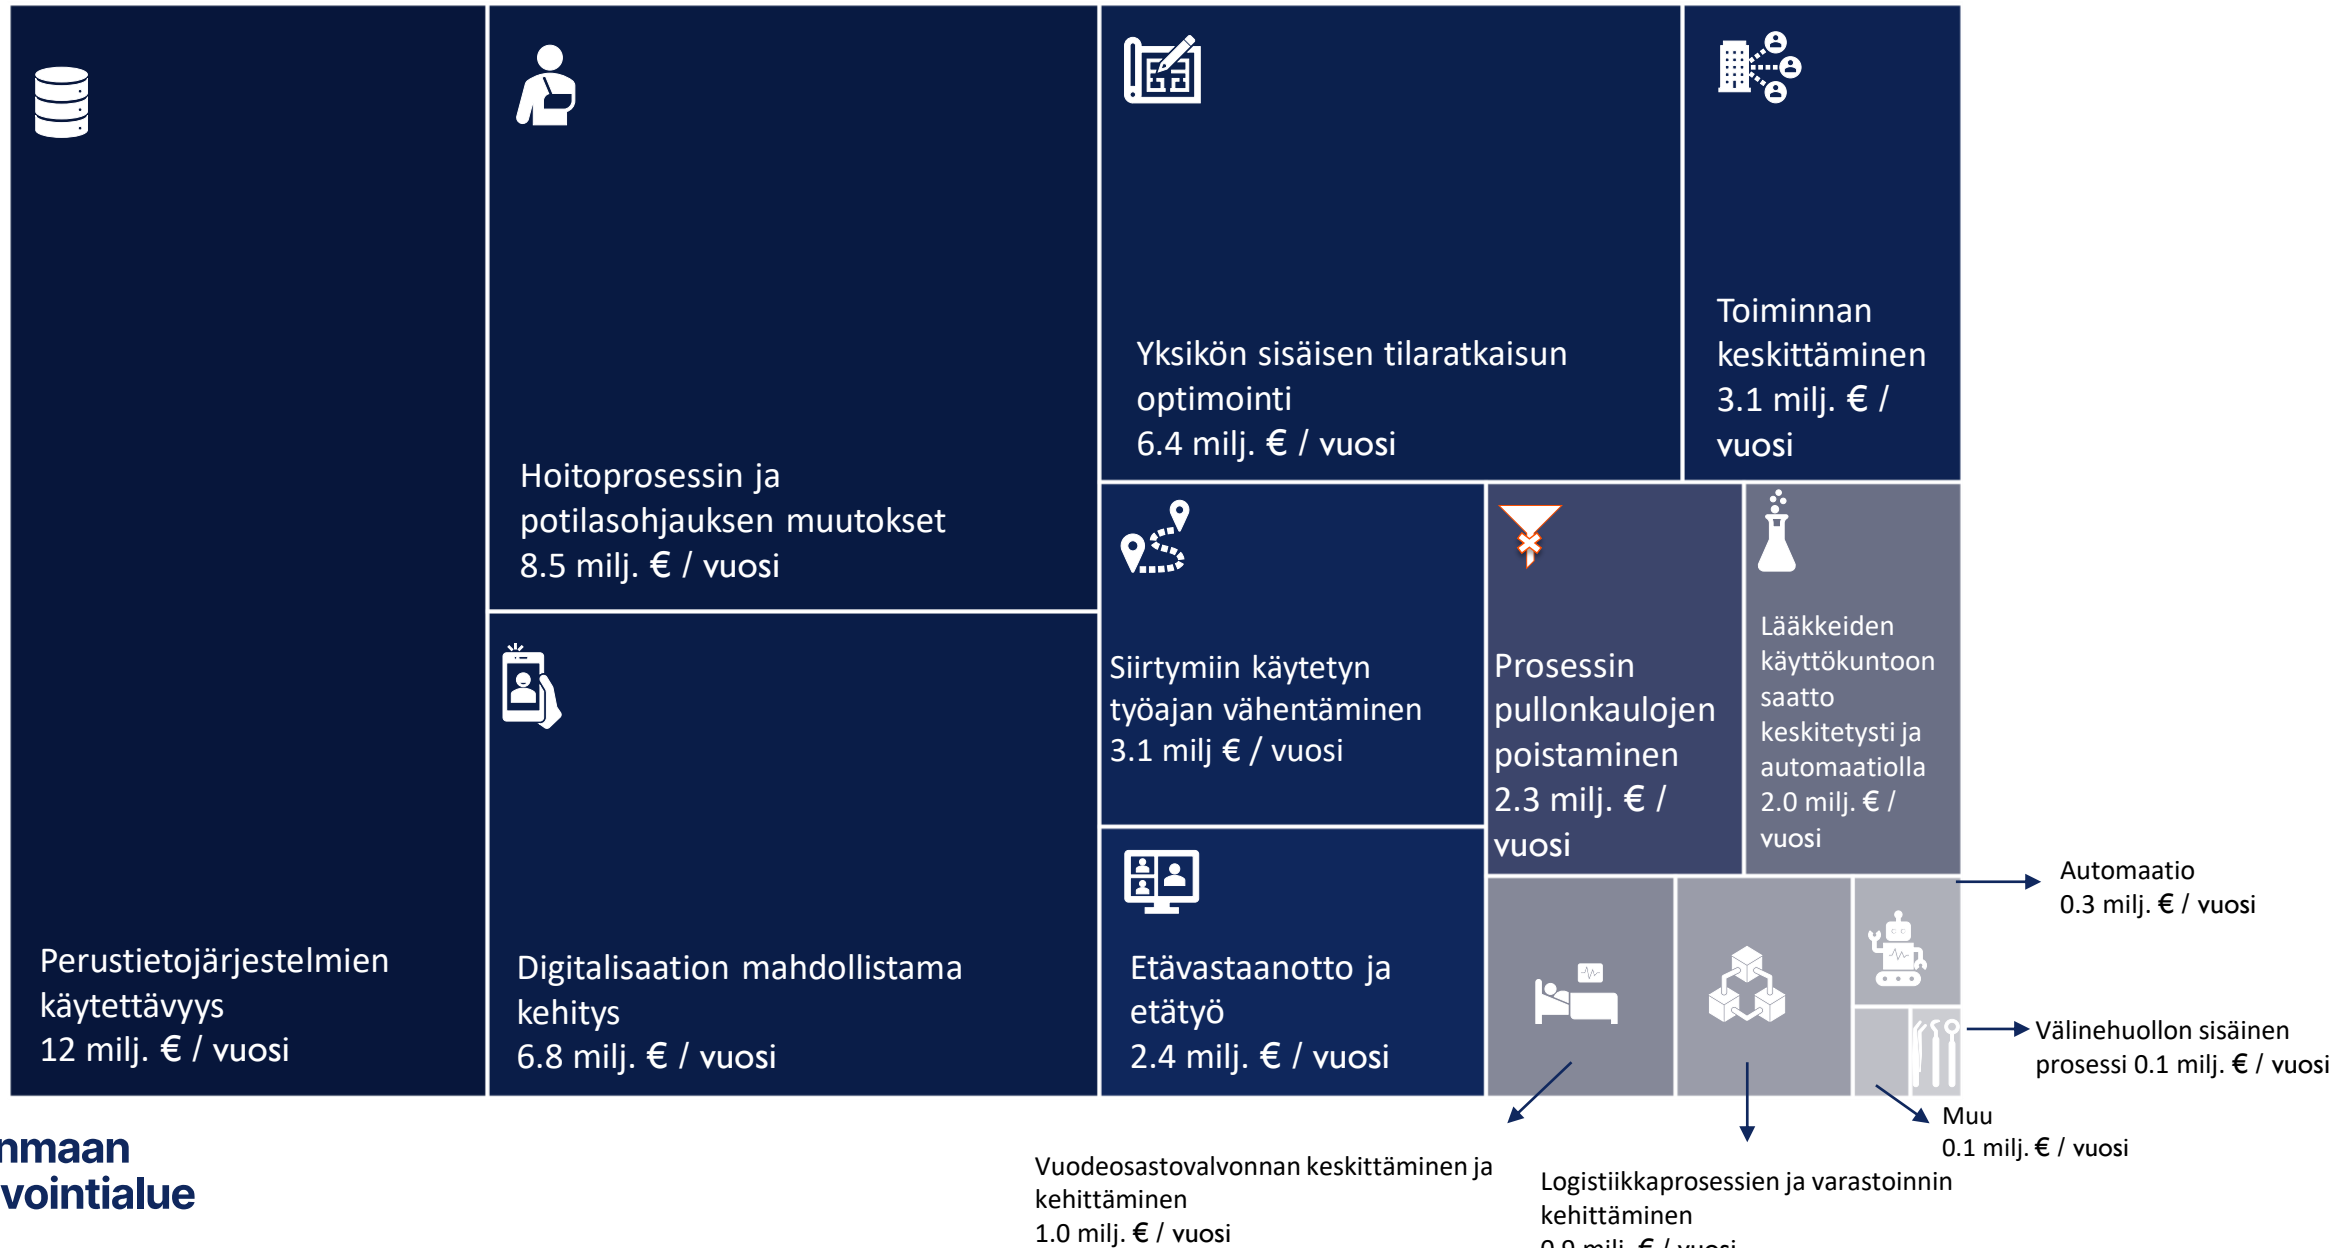 Perustietojärjestelmien
käytettävyys
12 milj. € / vuosi
Hoitoprosessin ja
potilasohjauksen muutokset
8.5 milj. € / vuosi
Digitalisaation mahdollistama
kehitys
6.8 milj. € / vuosi
Yksikön sisäisen tilaratkaisun
optimointi
6.4 milj. € / vuosi
Toiminnan
keskittäminen
3.1 milj. € /
vuosi
Siirtymiin käytetyn
työajan vähentäminen
3.1 milj € / vuosi
Etävastaanotto ja
etätyö
2.4 milj. € / vuosi
Prosessin
pullonkaulojen
poistaminen
2.3 milj. € /
vuosi
Lääkkeiden
käyttökuntoon
saatto
keskitetysti ja
automaatiolla
2.0 milj. € /
vuosi
Automaatio
0.3 milj. € / vuosi
Välinehuollon sisäinen
prosessi 0.1 milj. € / vuosi
Muu
0.1 milj. € / vuosi
Vuodeosastovalvonnan keskittäminen ja
kehittäminen
1.0 milj. € / vuosi
Logistiikkaprosessien ja varastoinnin
kehittäminen
0.9 milj. € / vuosi
nmaan
vointialue